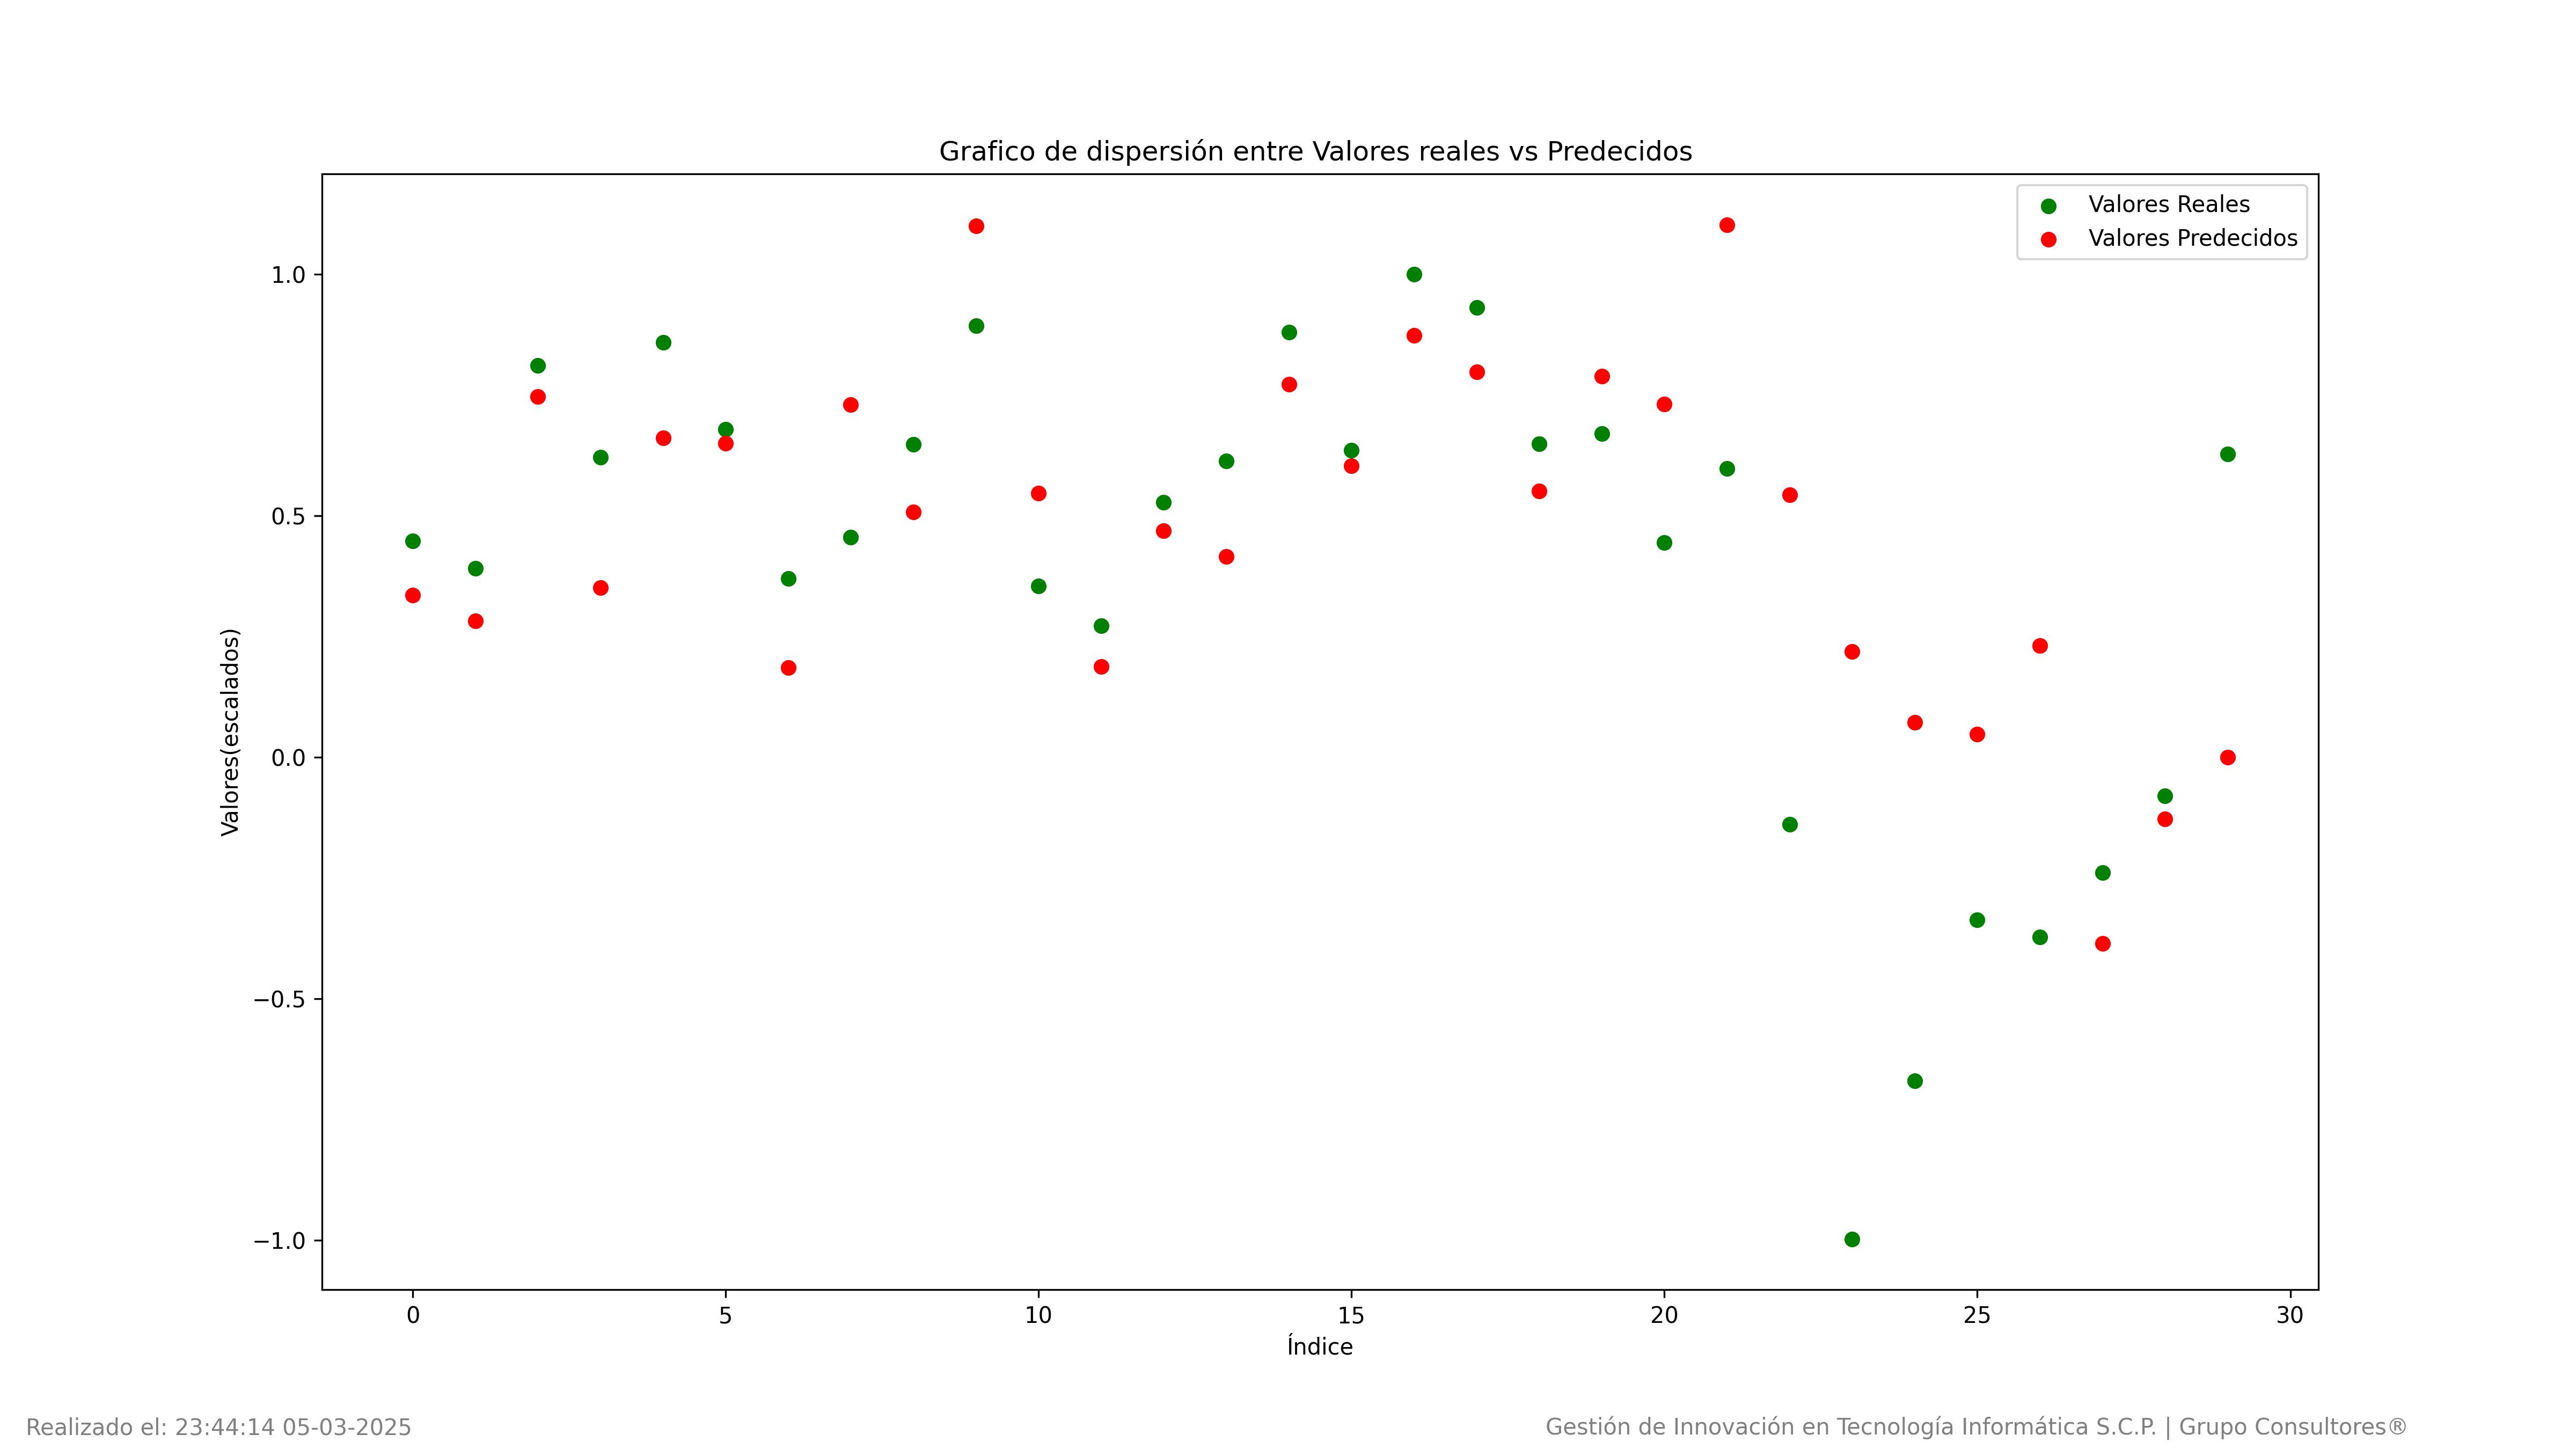 Grafico de dispersión entre Valores reales vs Predecidos
Valores Reales
Valores Predecidos
1.0
0.5
0.0
−0.5
−1.0
Valores(escalados)
0 5 10 15 20 25 30
Índice
Realizado el: 23:44:14 05-03-2025
Gestión de Innovación en Tecnología Informática S.C.P. | Grupo Consultores®